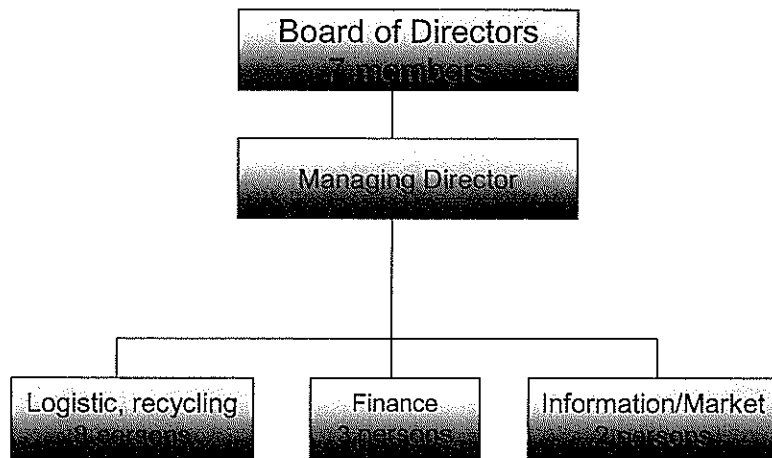 Board of Directors
7 members
Managing Director
Logistic, recycling
persons
Finance
3 persons
Information/Market
2 persons